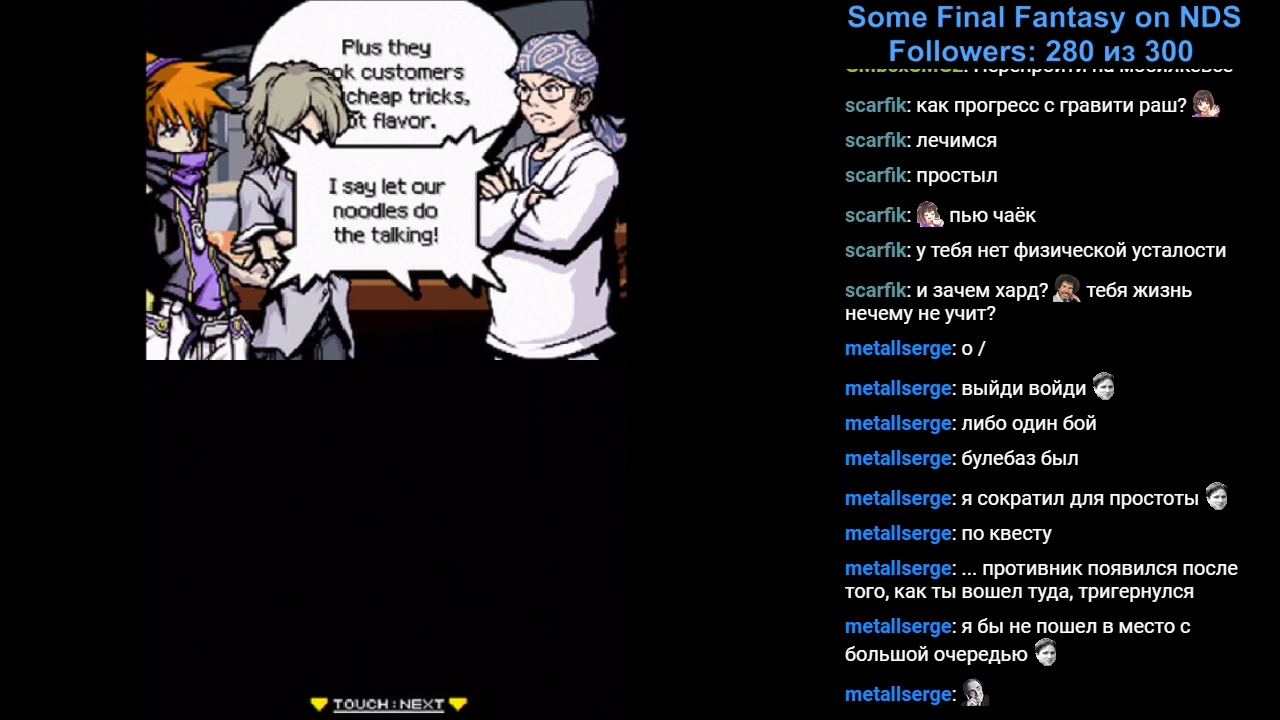 Some Final Fantasy on NDS
Followers: 280 из 300
Plus they
customers
cheap tricks,
flavor.
I say let our
noodles do
the talking!
scarfik: как прогресс с гравити раш?
scarfik: лечимся
scarfik: простыл
scarfik: пью чаёк
scarfik: у тебя нет физической усталости
scarfik: и зачем хард? тебя жизнь
нечему не учит?
metallserge: o /
metallserge: выйди войди
metallserge: либо один бой
metallserge: булебаз был
metallserge: я сократил для простоты
metallserge: по квесту
metallserge: ... противник появился после
того, как ты вошел туда, тригернулся
metallserge: я бы не пошел в место с
большой очередью
metallserge:
TOUCH:NEXT